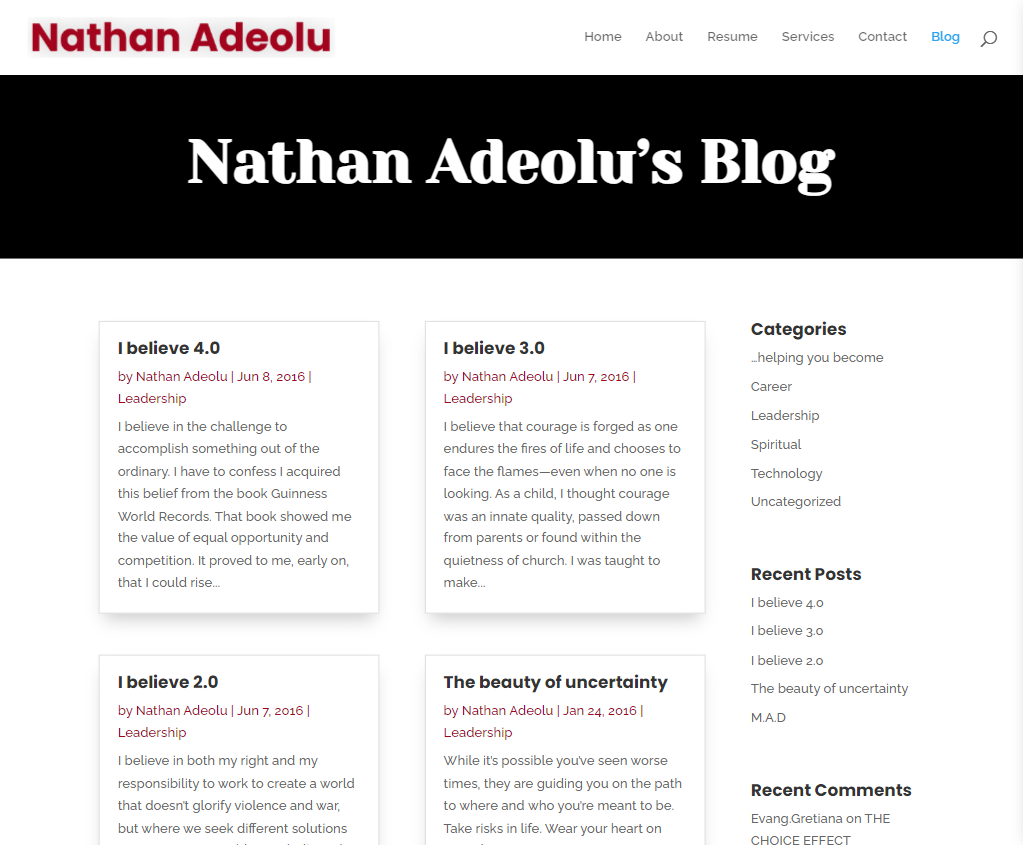 Nathan Adeolu
Home About Resume Services Contact Blog
Nathan Adeolu’s Blog
I believe 4.0
by Nathan Adeolu | Jun 8, 2016 |
Leadership
I believe in the challenge to
accomplish something out of the
ordinary. I have to confess I acquired
this belief from the book Guinness
World Records. That book showed me
the value of equal opportunity and
competition. It proved to me, early on,
that I could rise...
I believe 3.0
by Nathan Adeolu | Jun 7, 2016 |
Leadership
I believe that courage is forged as one
endures the fires of life and chooses to
face the flames—even when no one is
looking. As a child, I thought courage
was an innate quality, passed down
from parents or found within the
quietness of church. I was taught to
make...
I believe 2.0
by Nathan Adeolu | Jun 7, 2016 |
Leadership
I believe in both my right and my
responsibility to work to create a world
that doesn’t glorify violence and war,
but where we seek different solutions
The beauty of uncertainty
by Nathan Adeolu | Jan 24, 2016 |
Leadership
While it’s possible you’ve seen worse
times, they are guiding you on the path
to where and who you’re meant to be.
Take risks in life. Wear your heart on
Categories
…helping you become
Career
Leadership
Spiritual
Technology
Uncategorized
Recent Posts
I believe 4.0
I believe 3.0
I believe 2.0
The beauty of uncertainty
M.A.D
Recent Comments
Evang.Gretiana on THE
CHOICE EFFECT